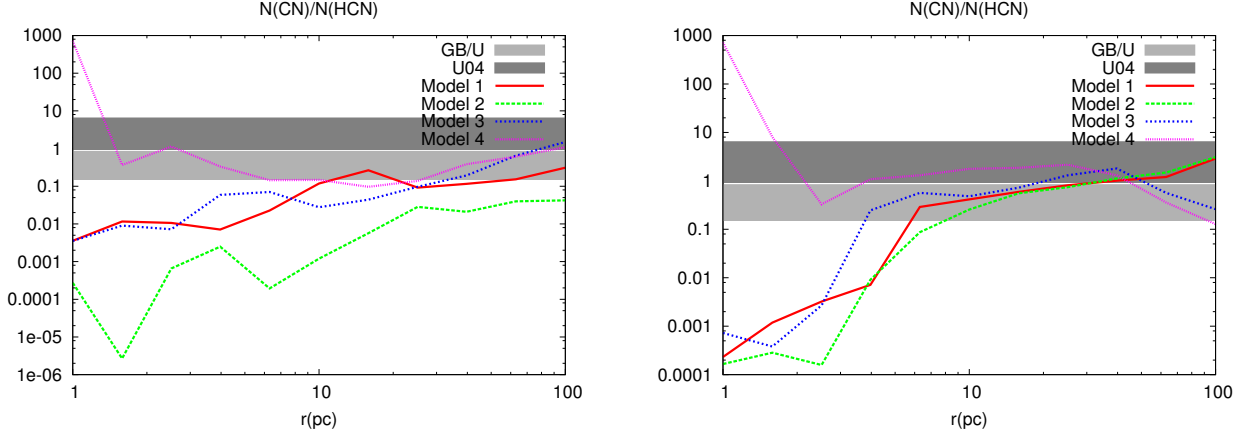 N(CN)/N(HCN)
1000
100
10
1
0.1
0.01
0.001
0.0001
1e-05
1e-06
GB/U
U04
Model 1
Model 2
Model 3
Model 4
1
10
100
r(pc)
N(CN)/N(HCN)
1000
100
10
1
0.1
0.01
0.001
0.0001
GB/U
U04
Model 1
Model 2
Model 3
Model 4
1
10
100
r(pc)